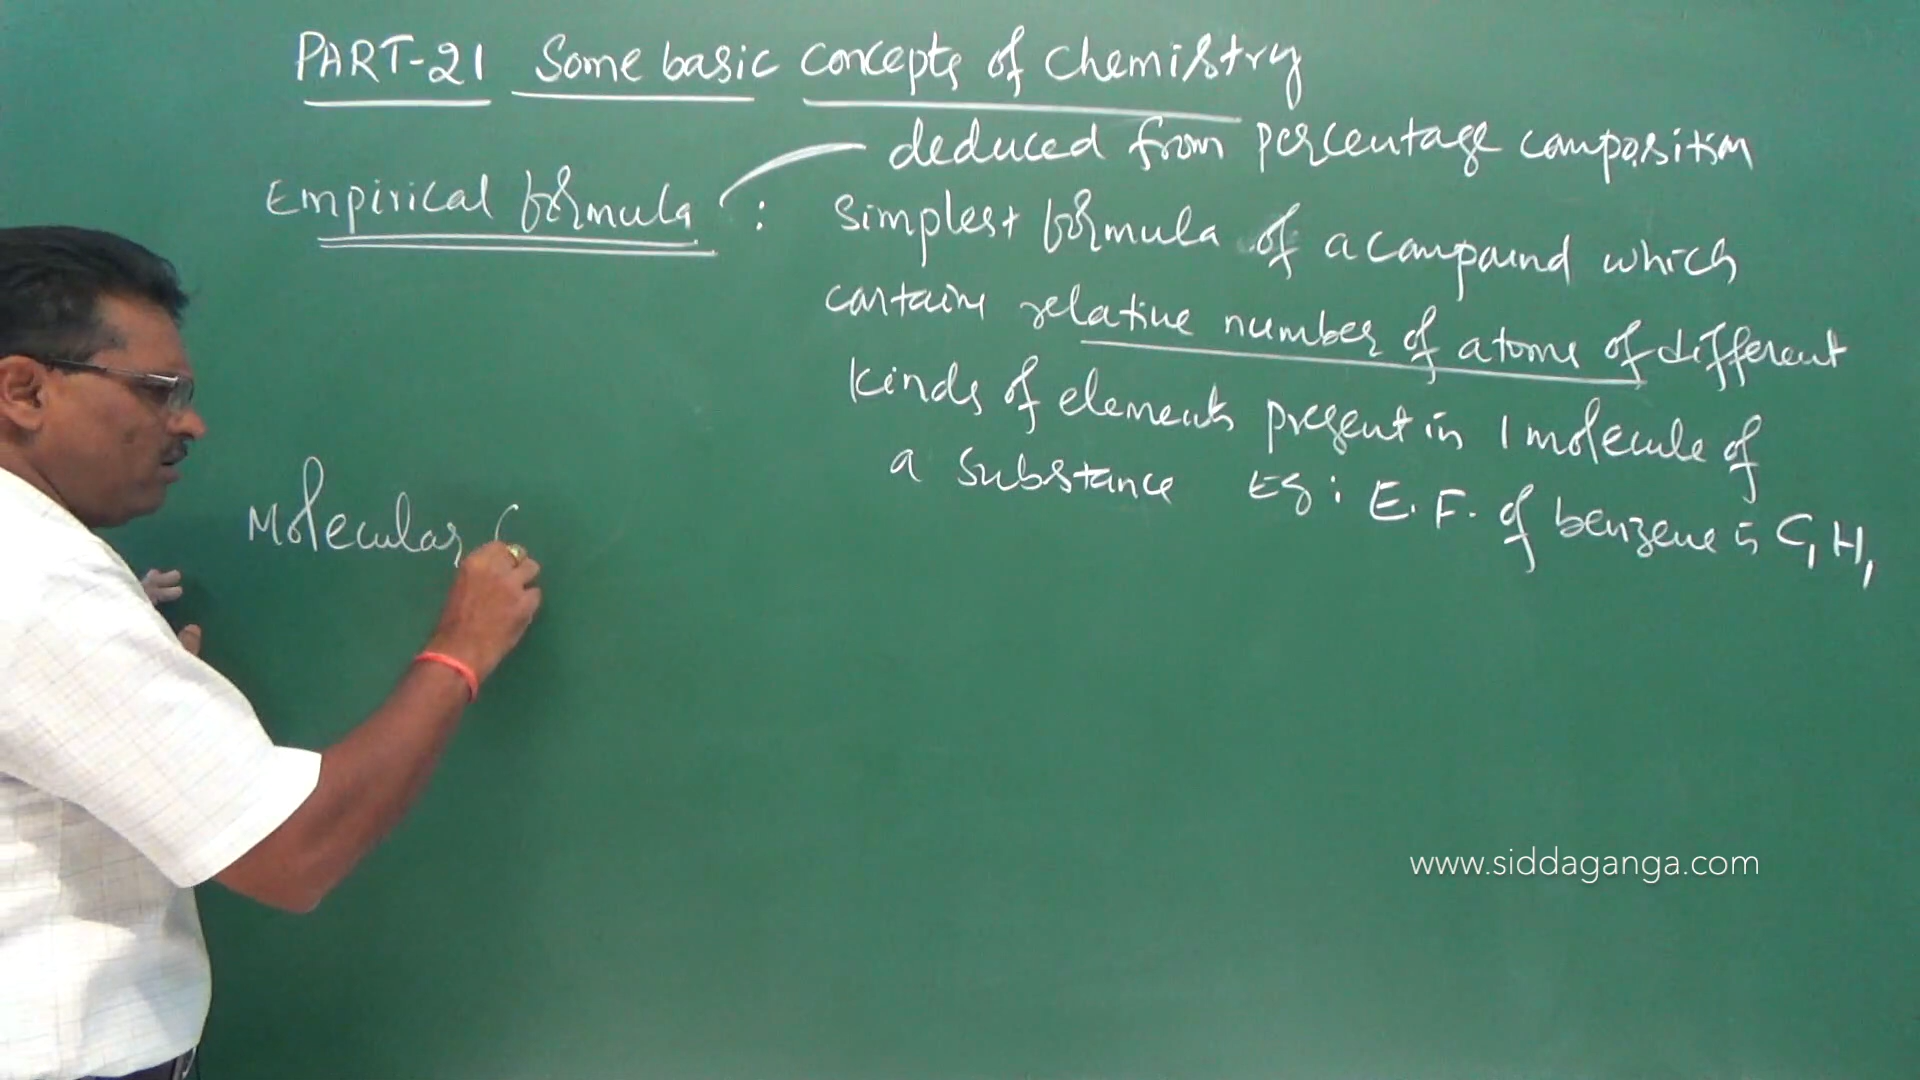 PART-21 Some basic concepts of chemistry
deduced from percentage composition
Empirical formula : simplest formula of a compound which
contains relative number of atoms of different
kinds of elements present in 1 molecule of
a substance Eg: E.F. of benzene is C1H1
Molecular
www.siddaganga.com